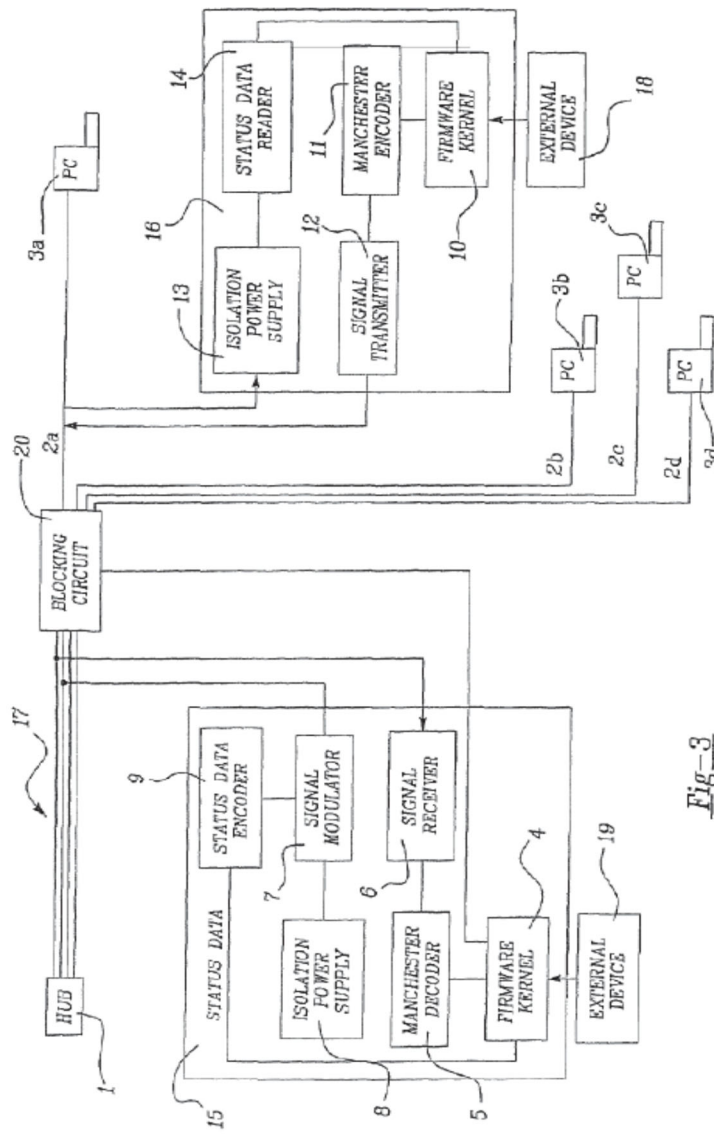 17
HUB
1
20
BLOCKING
CIRCUIT
2a
3a
PC
15
STATUS DATA
9
STATUS DATA
ENCODER
7
SIGNAL
MODULATOR
8
ISOLATION
POWER
SUPPLY
6
SIGNAL
RECEIVER
5
MANCHESTER
DECODER
4
FIRMWARE
KERNEL
19
EXTERNAL
DEVICE
16
13
ISOLATION
POWER
SUPPLY
14
STATUS DATA
READER
12
SIGNAL
TRANSMITTER
11
MANCHESTER
ENCODER
10
FIRMWARE
KERNEL
18
EXTERNAL
DEVICE
2b
PC
3b
2c
PC
3c
2d
PC
3d
Fig-3